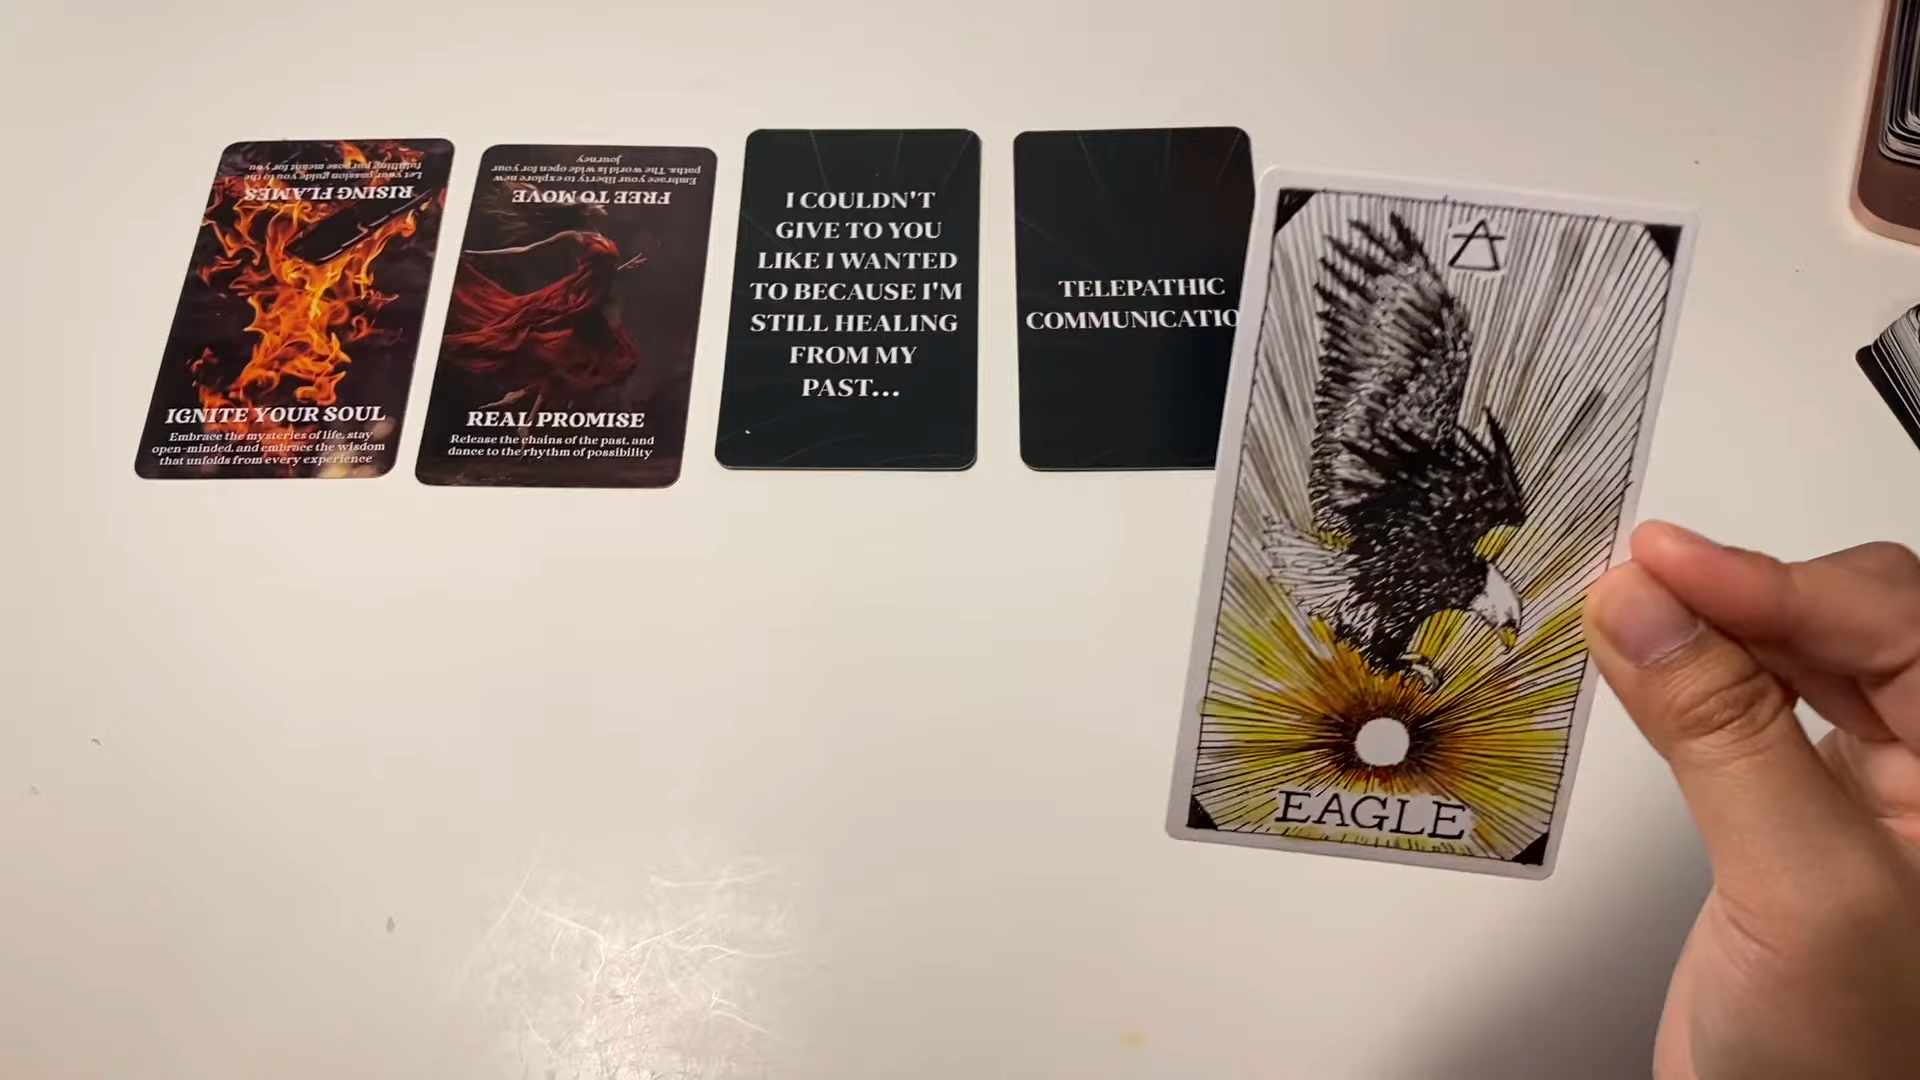 Let your passion guide you to the
fulfilling purpose meant for you
RISING FLAMES
IGNITE YOUR SOUL
Embrace the mysteries of life, stay
open-minded, and embrace the wisdom
that unfolds from every experience
Embrace your liberty to explore new
paths. The world is wide open for your
journey
FREE TO MOVE
REAL PROMISE
Release the chains of the past, and
dance to the rhythm of possibility
I COULDN'T
GIVE TO YOU
LIKE I WANTED
TO BECAUSE I'M
STILL HEALING
FROM MY
PAST...
TELEPATHIC
COMMUNICATIO
EAGLE